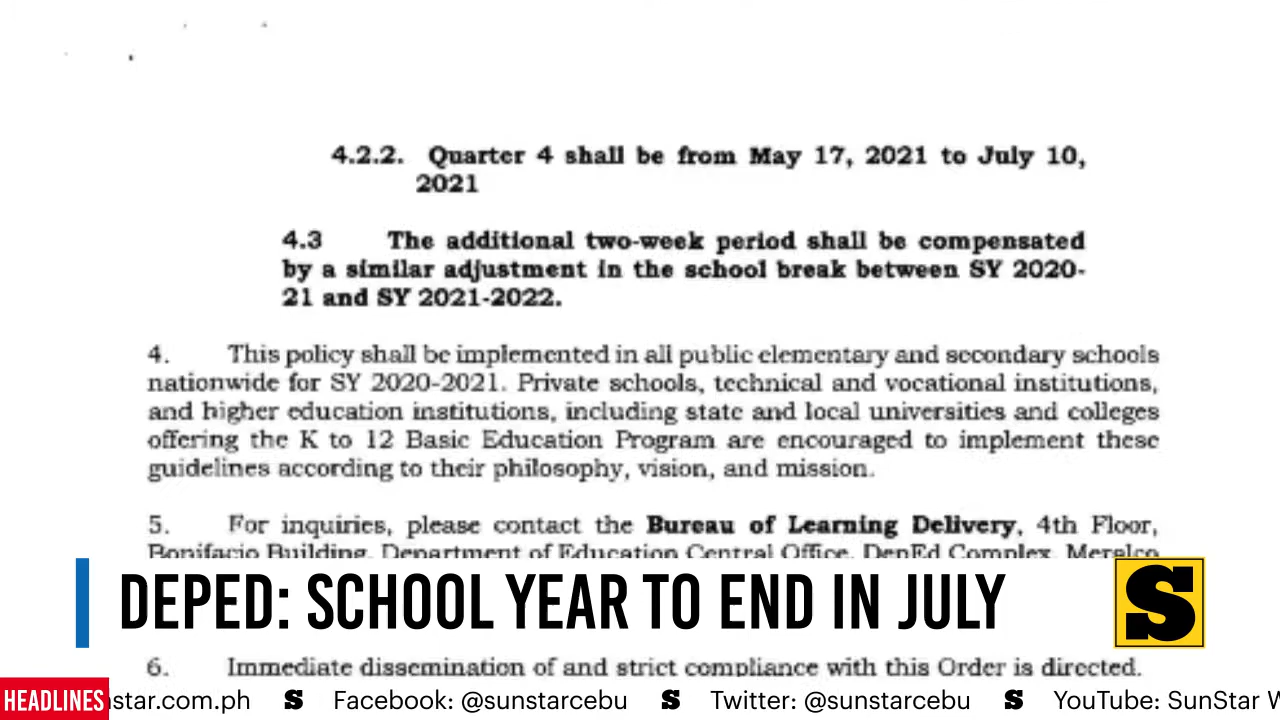 4.2.2. Quarter 4 shall be from May 17, 2021 to July 10,
2021
4.3 The additional two-week period shall be compensated
by a similar adjustment in the school break between SY 2020-
21 and SY 2021-2022.
4. This policy shall be implemented in all public elementary and secondary schools
nationwide for SY 2020-2021. Private schools, technical and vocational institutions,
and higher education institutions, including state and local universities and colleges
offering the K to 12 Basic Education Program are encouraged to implement these
guidelines according to their philosophy, vision, and mission.
5. For inquiries, please contact the Bureau of Learning Delivery, 4th Floor,
Bonifacio Building, Department of Education Central Office, DepEd Complex, Meralco
DEPED: SCHOOL YEAR TO END IN JULY
S
6. Immediate dissemination of and strict compliance with this Order is directed.
HEADLINES nstar.com.ph S Facebook: @sunstarcebu S Twitter: @sunstarcebu S YouTube: SunStar W